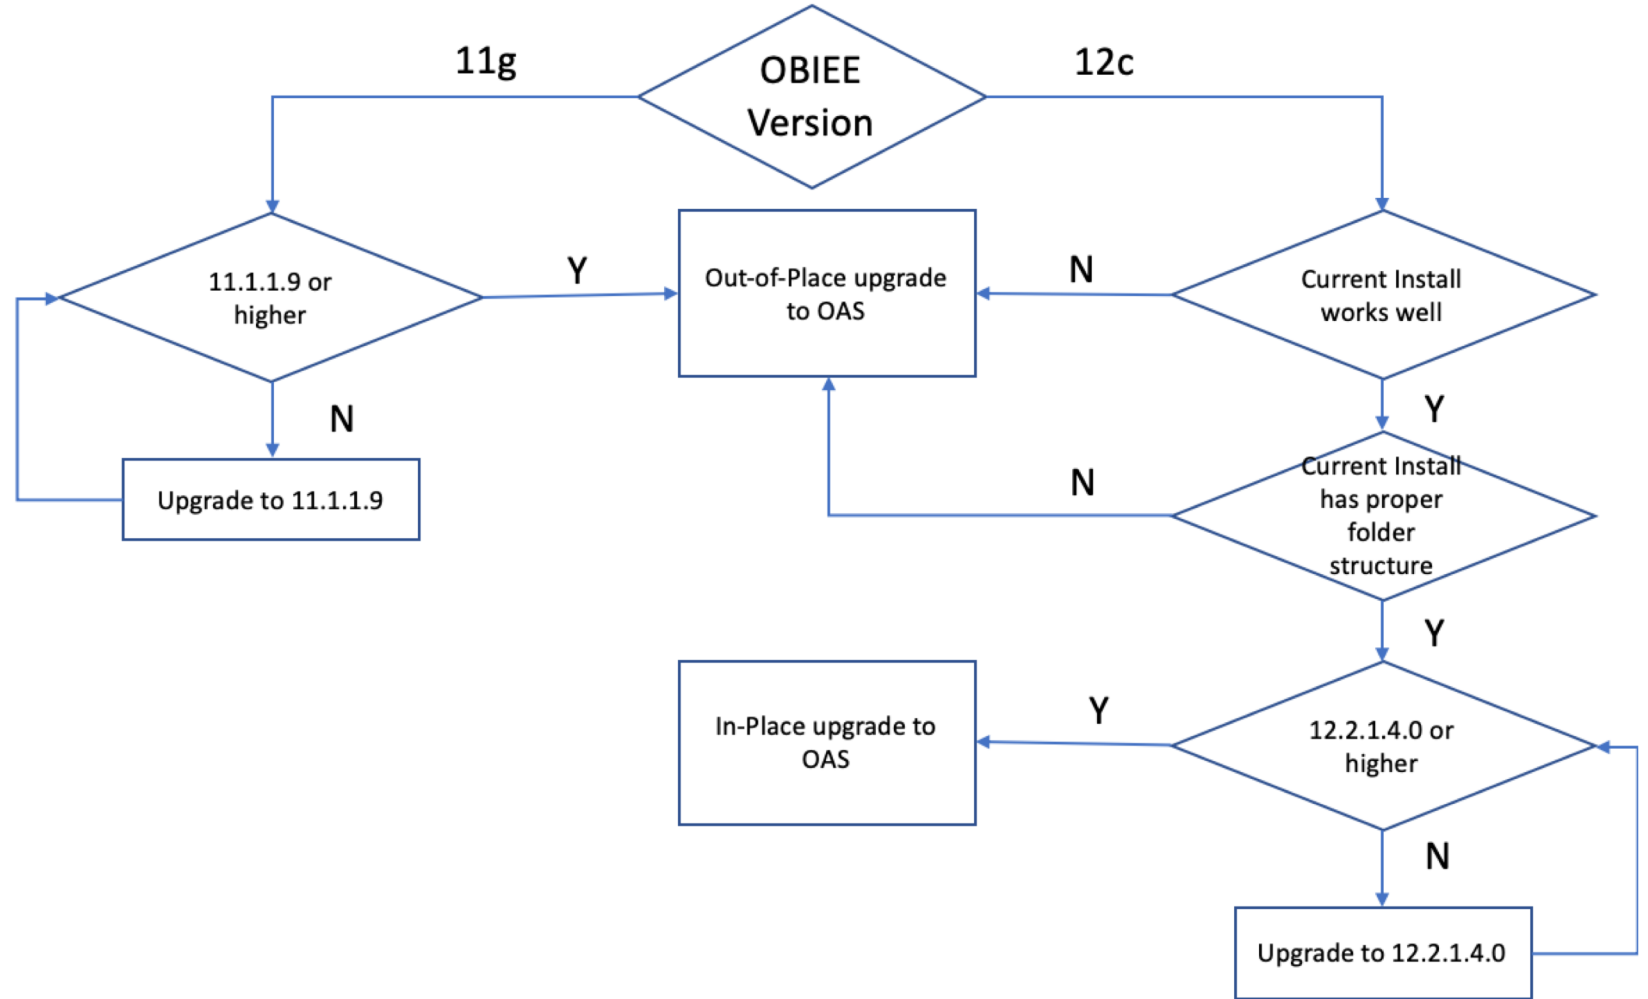 11g
OBIEE
Version
12c
11.1.1.9 or
higher
Y
Out-of-Place upgrade
to OAS
N
Current Install
works well
N
Y
Upgrade to 11.1.1.9
N
Current Install
has proper
folder
structure
Y
In-Place upgrade to
OAS
Y
12.2.1.4.0 or
higher
N
Upgrade to 12.2.1.4.0